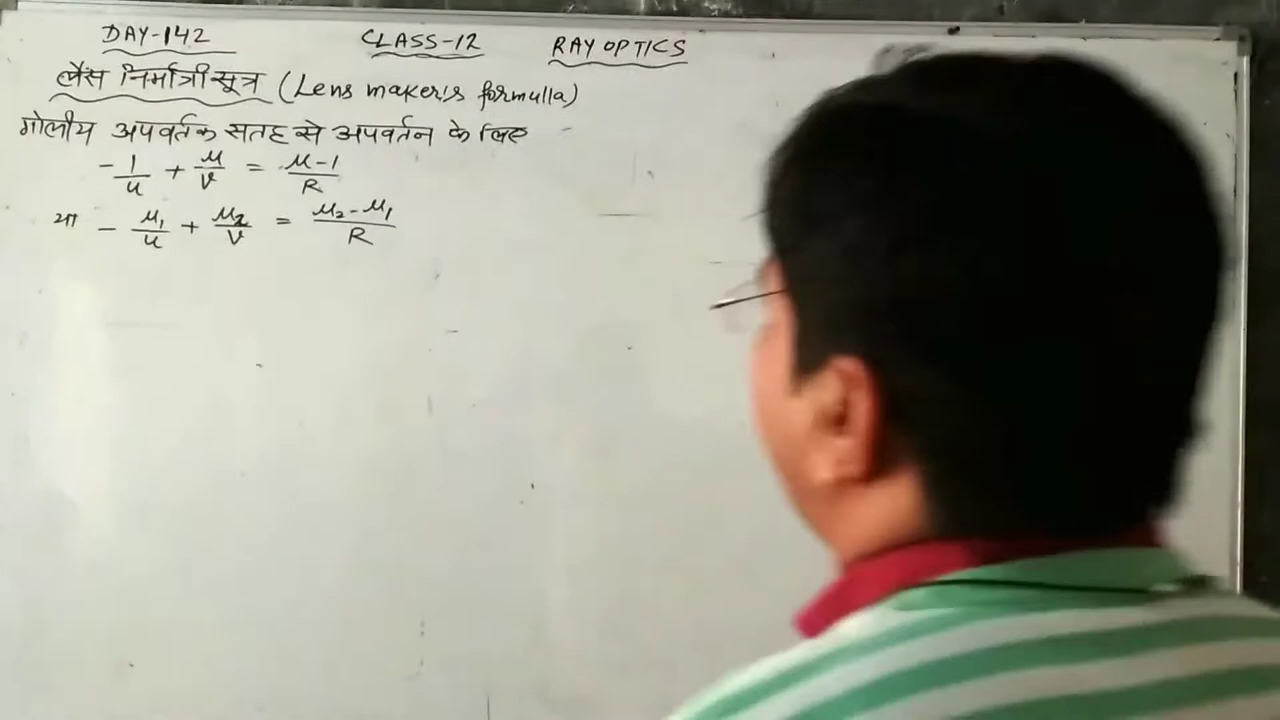 DAY-142 CLASS-12 RAY OPTICS
लैंस निर्मात्री सूत्र (Lens maker's formulla)
गोलीय अपवर्तक सतह से अपवर्तन के लिए
-1/u + μ/v = μ-1/R
या - μ₁/u + μ₂/v = μ₂-μ₁/R